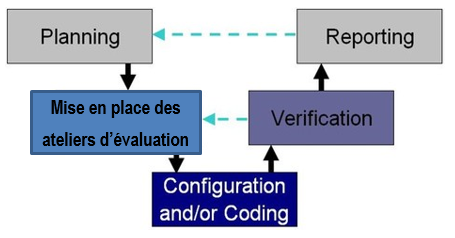 Planning
Reporting
Mise en place des
ateliers d'évaluation
Verification
Configuration
and/or Coding